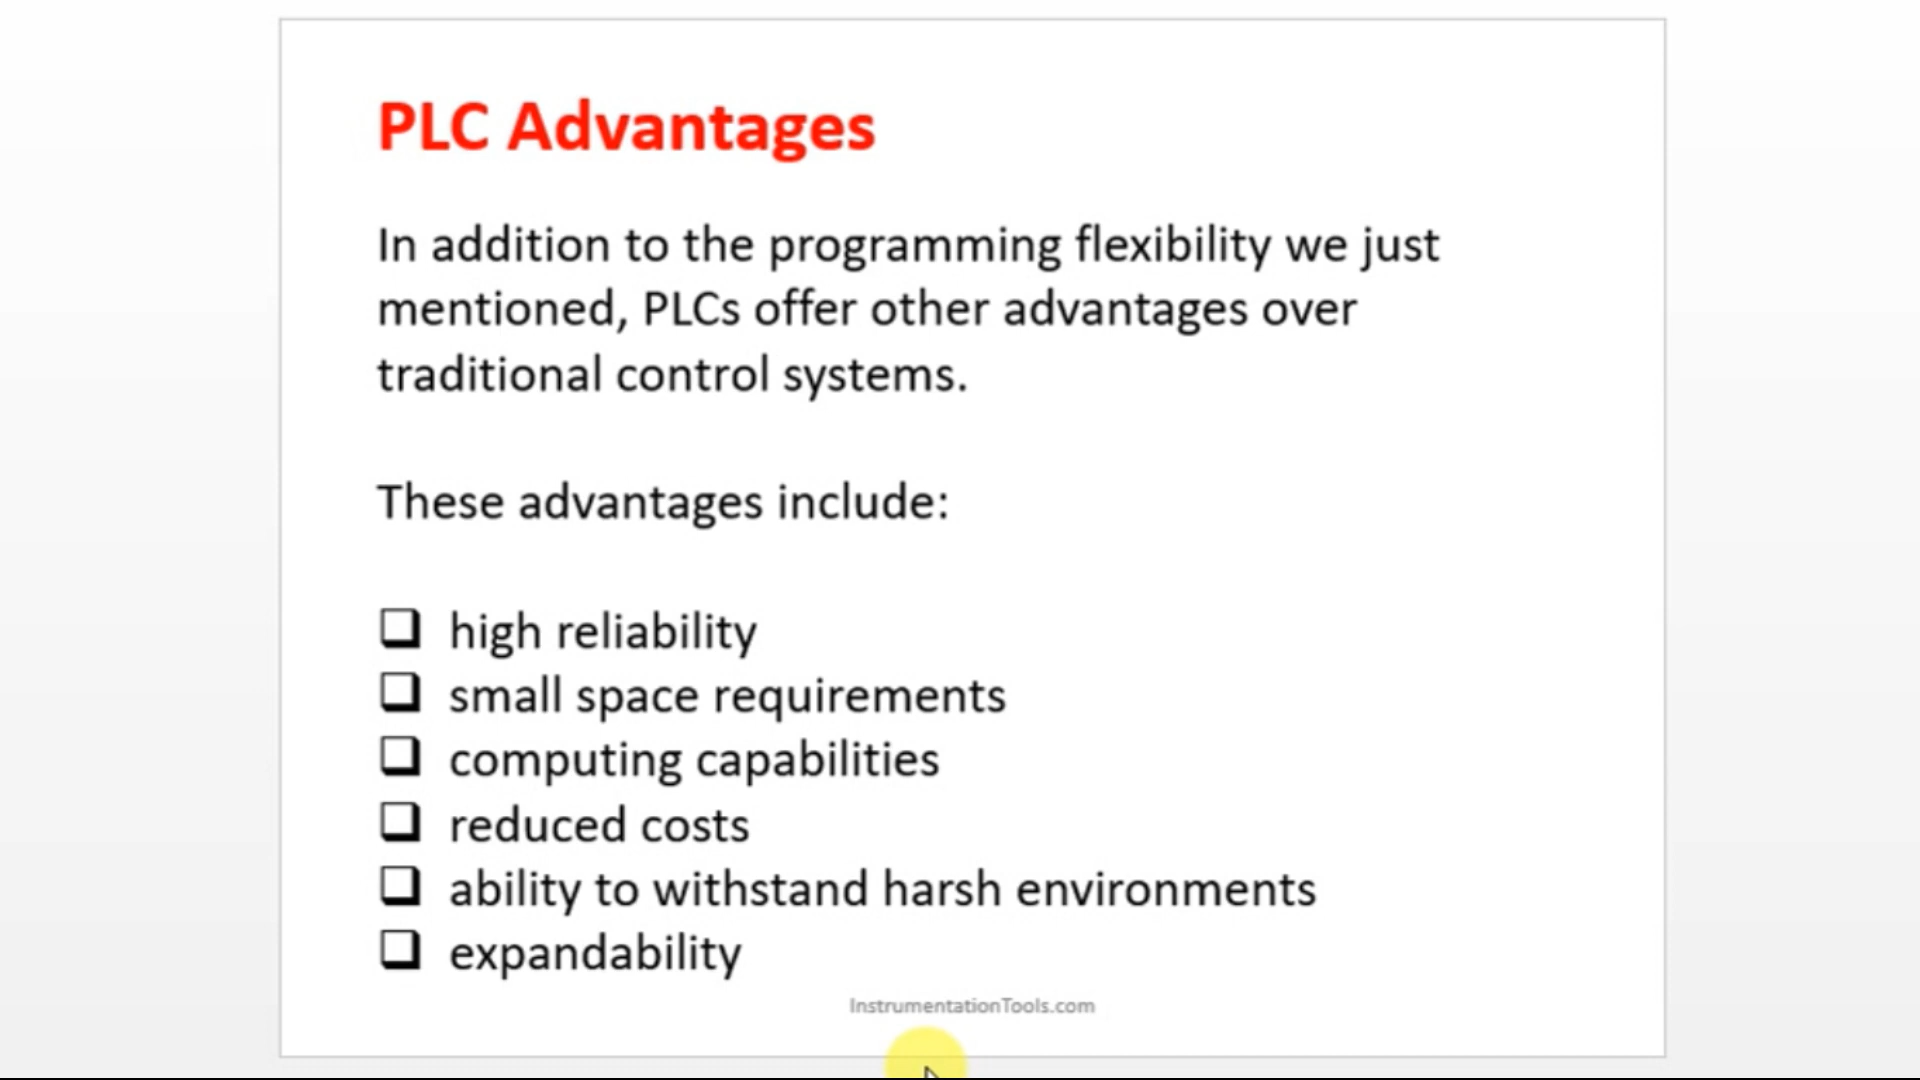 PLC Advantages
In addition to the programming flexibility we just
mentioned, PLCs offer other advantages over
traditional control systems.
These advantages include:
high reliability
small space requirements
computing capabilities
reduced costs
ability to withstand harsh environments
expandability
InstrumentationTools.com